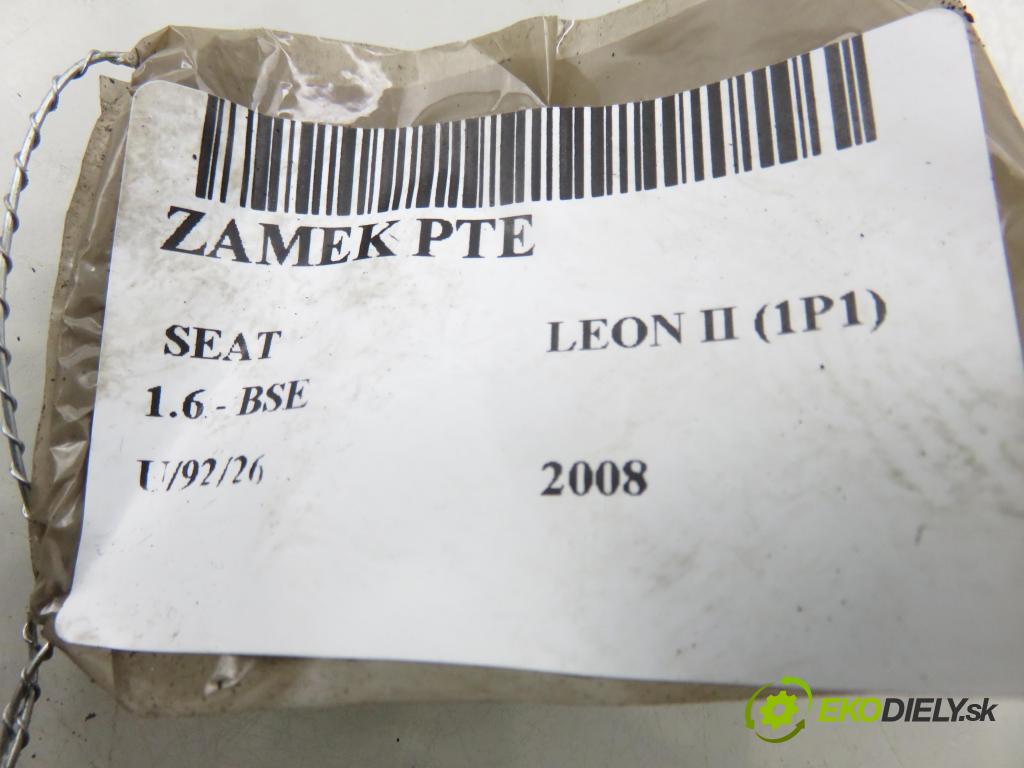 ZAMEK PTE
SEAT LEON II (1P1)
1.6 - BSE
U/92/26 2008
EKODIELY.sk